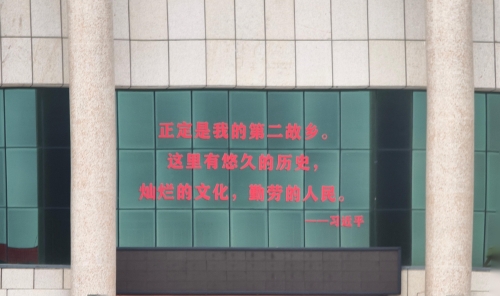 正定是我的第二故乡。
这里有悠久的历史，
灿烂的文化，勤劳的人民。
——习近平